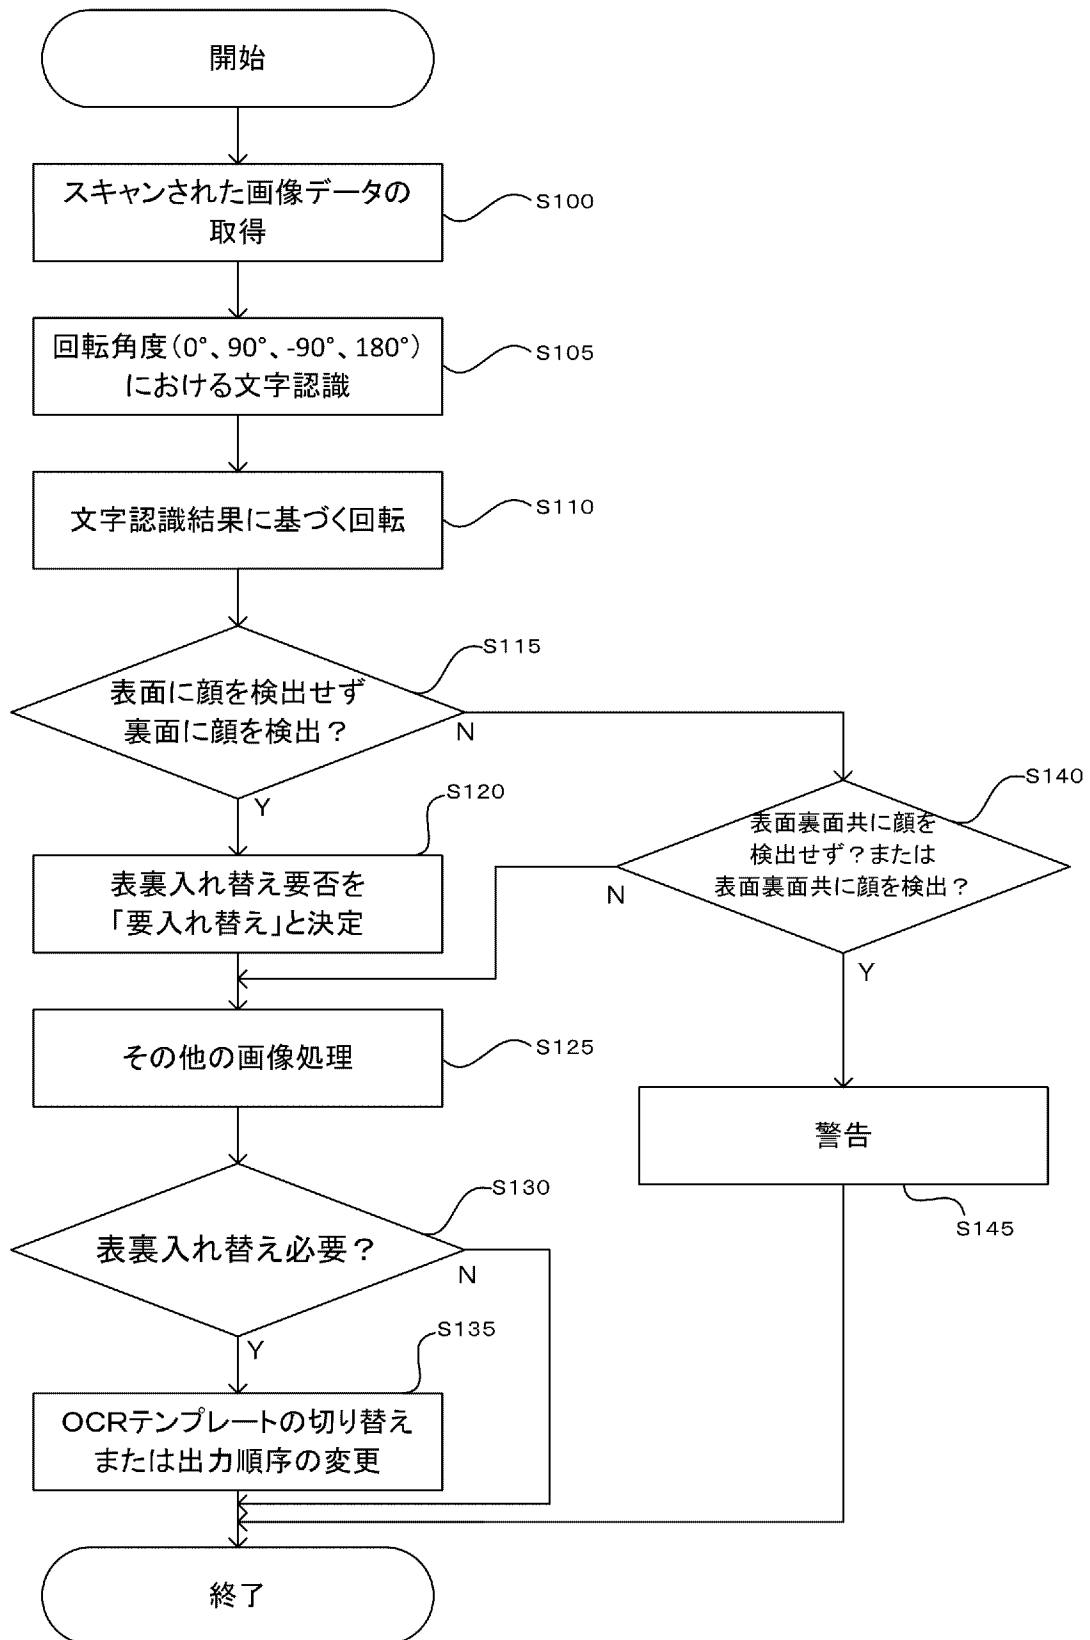 開始
スキャンされた画像データの
取得
S100
回転角度(0°、90°、-90°、180°)
における文字認識
S105
文字認識結果に基づく回転
S110
表面に顔を検出せず
裏面に顔を検出?
S115
N
Y
S120
表裏入れ替え要否を
「要入れ替え」と決定
S140
表面裏面共に顔を
検出せず?または
表面裏面共に顔を検出?
N
Y
その他の画像処理
S125
警告
S145
表裏入れ替え必要?
S130
N
Y
S135
OCRテンプレートの切り替え
または出力順序の変更
終了